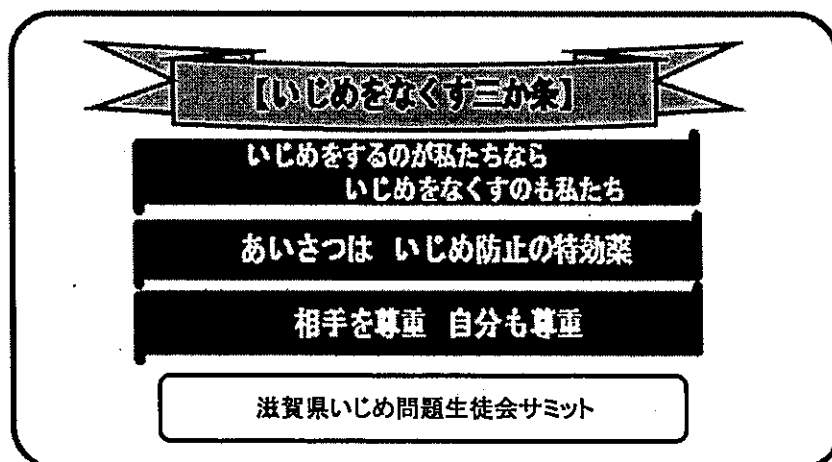 【いじめをなくす三か条】
いじめをするのが私たちなら
いじめをなくすのも私たち
あいさつは いじめ防止の特効薬
相手を尊重 自分も尊重
滋賀県いじめ問題生徒会サミット